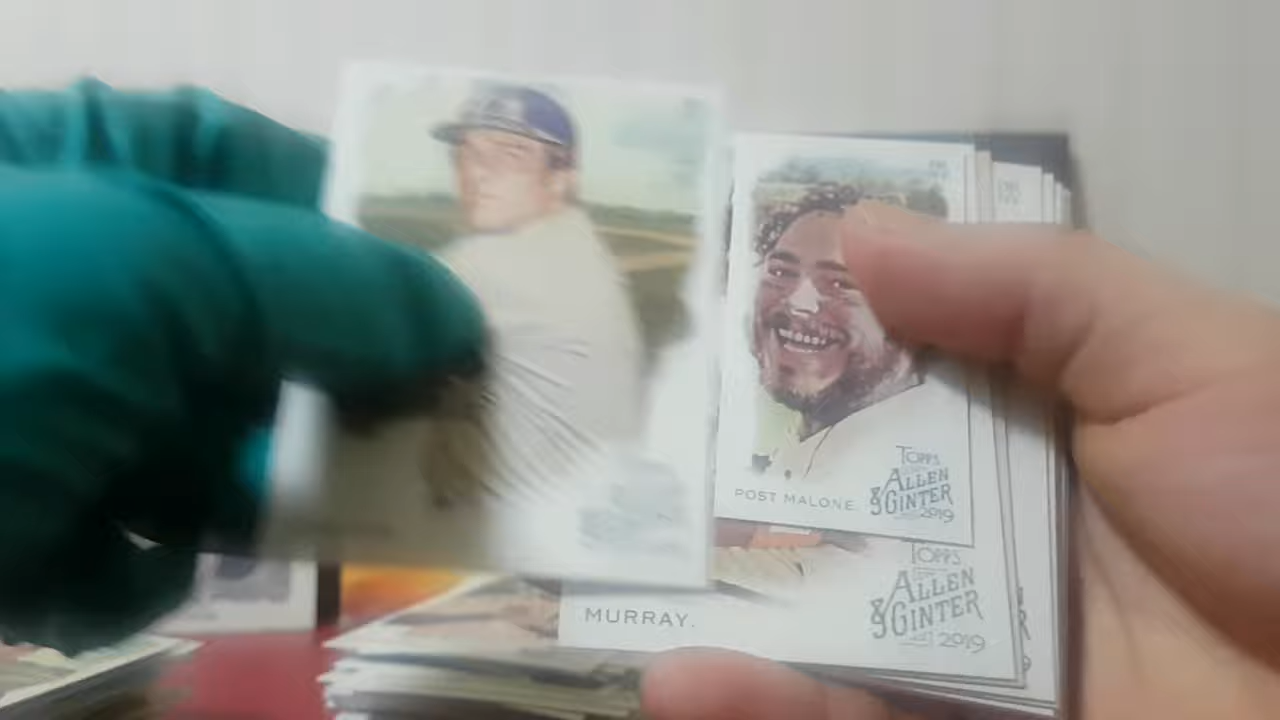 POST MALONE.
TOPPS
ALLEN
& GINTER
2019
MURRAY.
TOPPS
ALLEN
& GINTER
2019